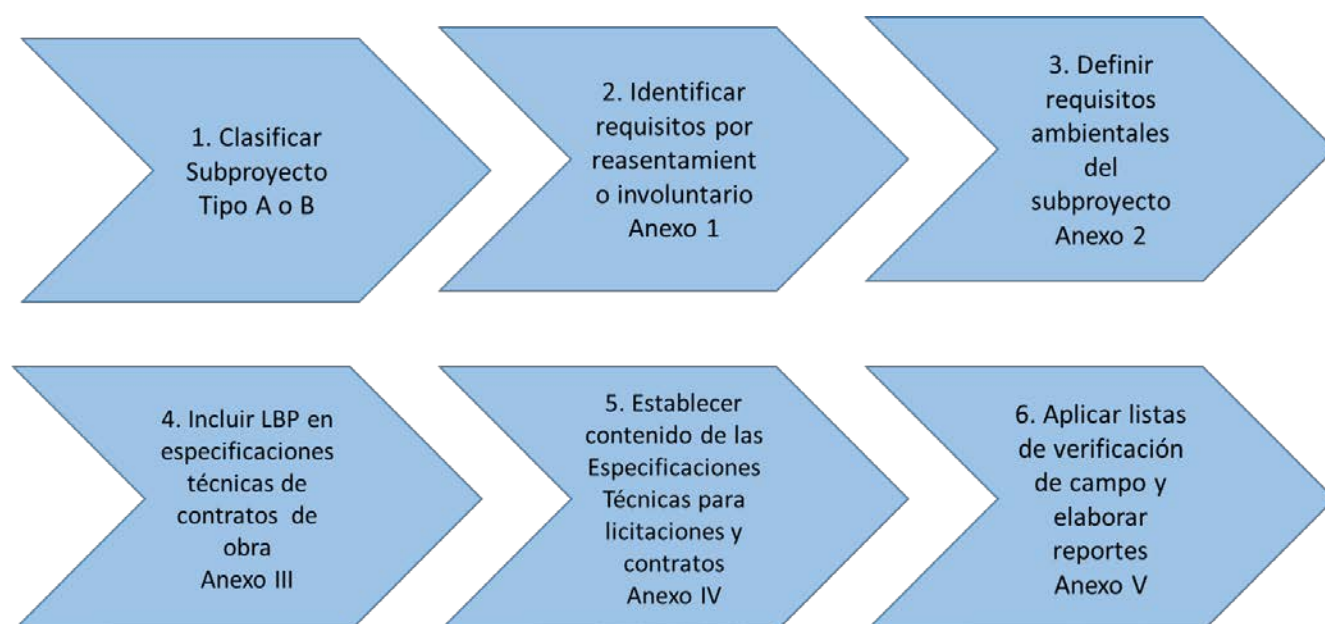 1. Clasificar
Subproyecto
Tipo A o B
2. Identificar
requisitos por
reasentamient
o involuntario
Anexo 1
3. Definir
requisitos
ambientales
del
subproyecto
Anexo 2
4. Incluir LBP en
especificaciones
técnicas de
contratos de
obra
Anexo III
5. Establecer
contenido de las
Especificaciones
Técnicas para
licitaciones y
contratos
Anexo IV
6. Aplicar listas
de verificación
de campo y
elaborar
reportes
Anexo V